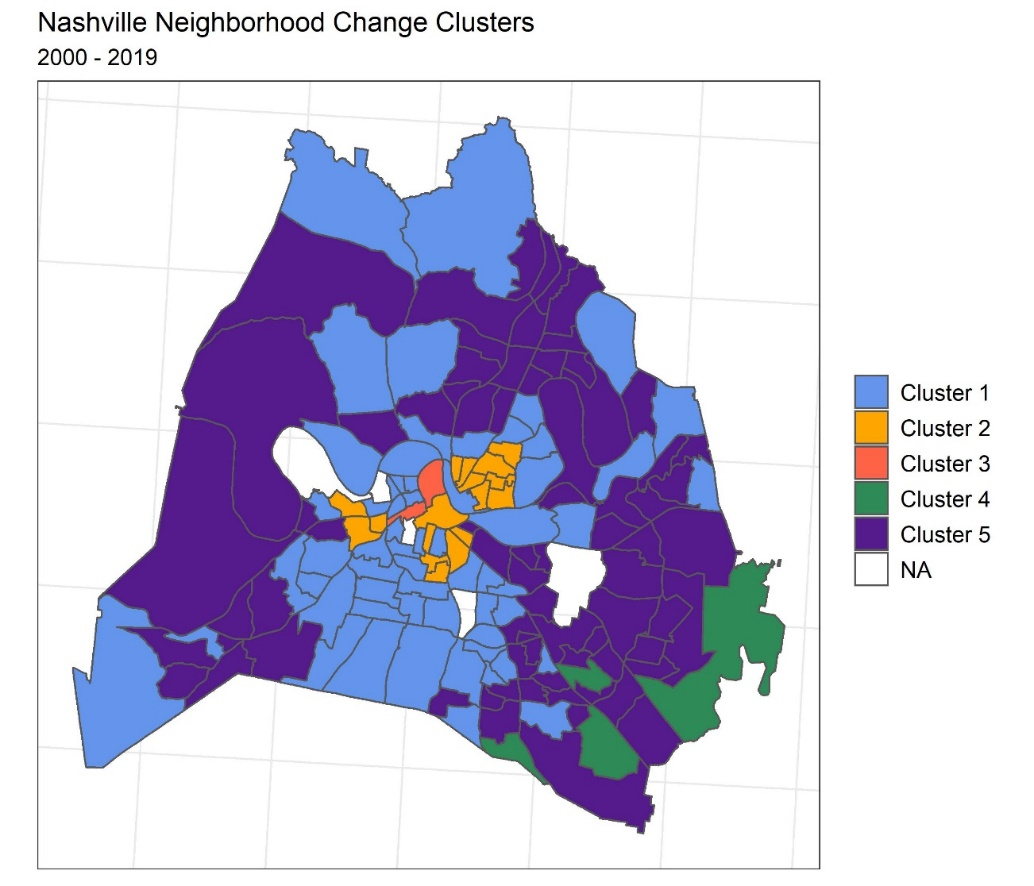 Nashville Neighborhood Change Clusters
2000 - 2019
Cluster 1
Cluster 2
Cluster 3
Cluster 4
Cluster 5
NA